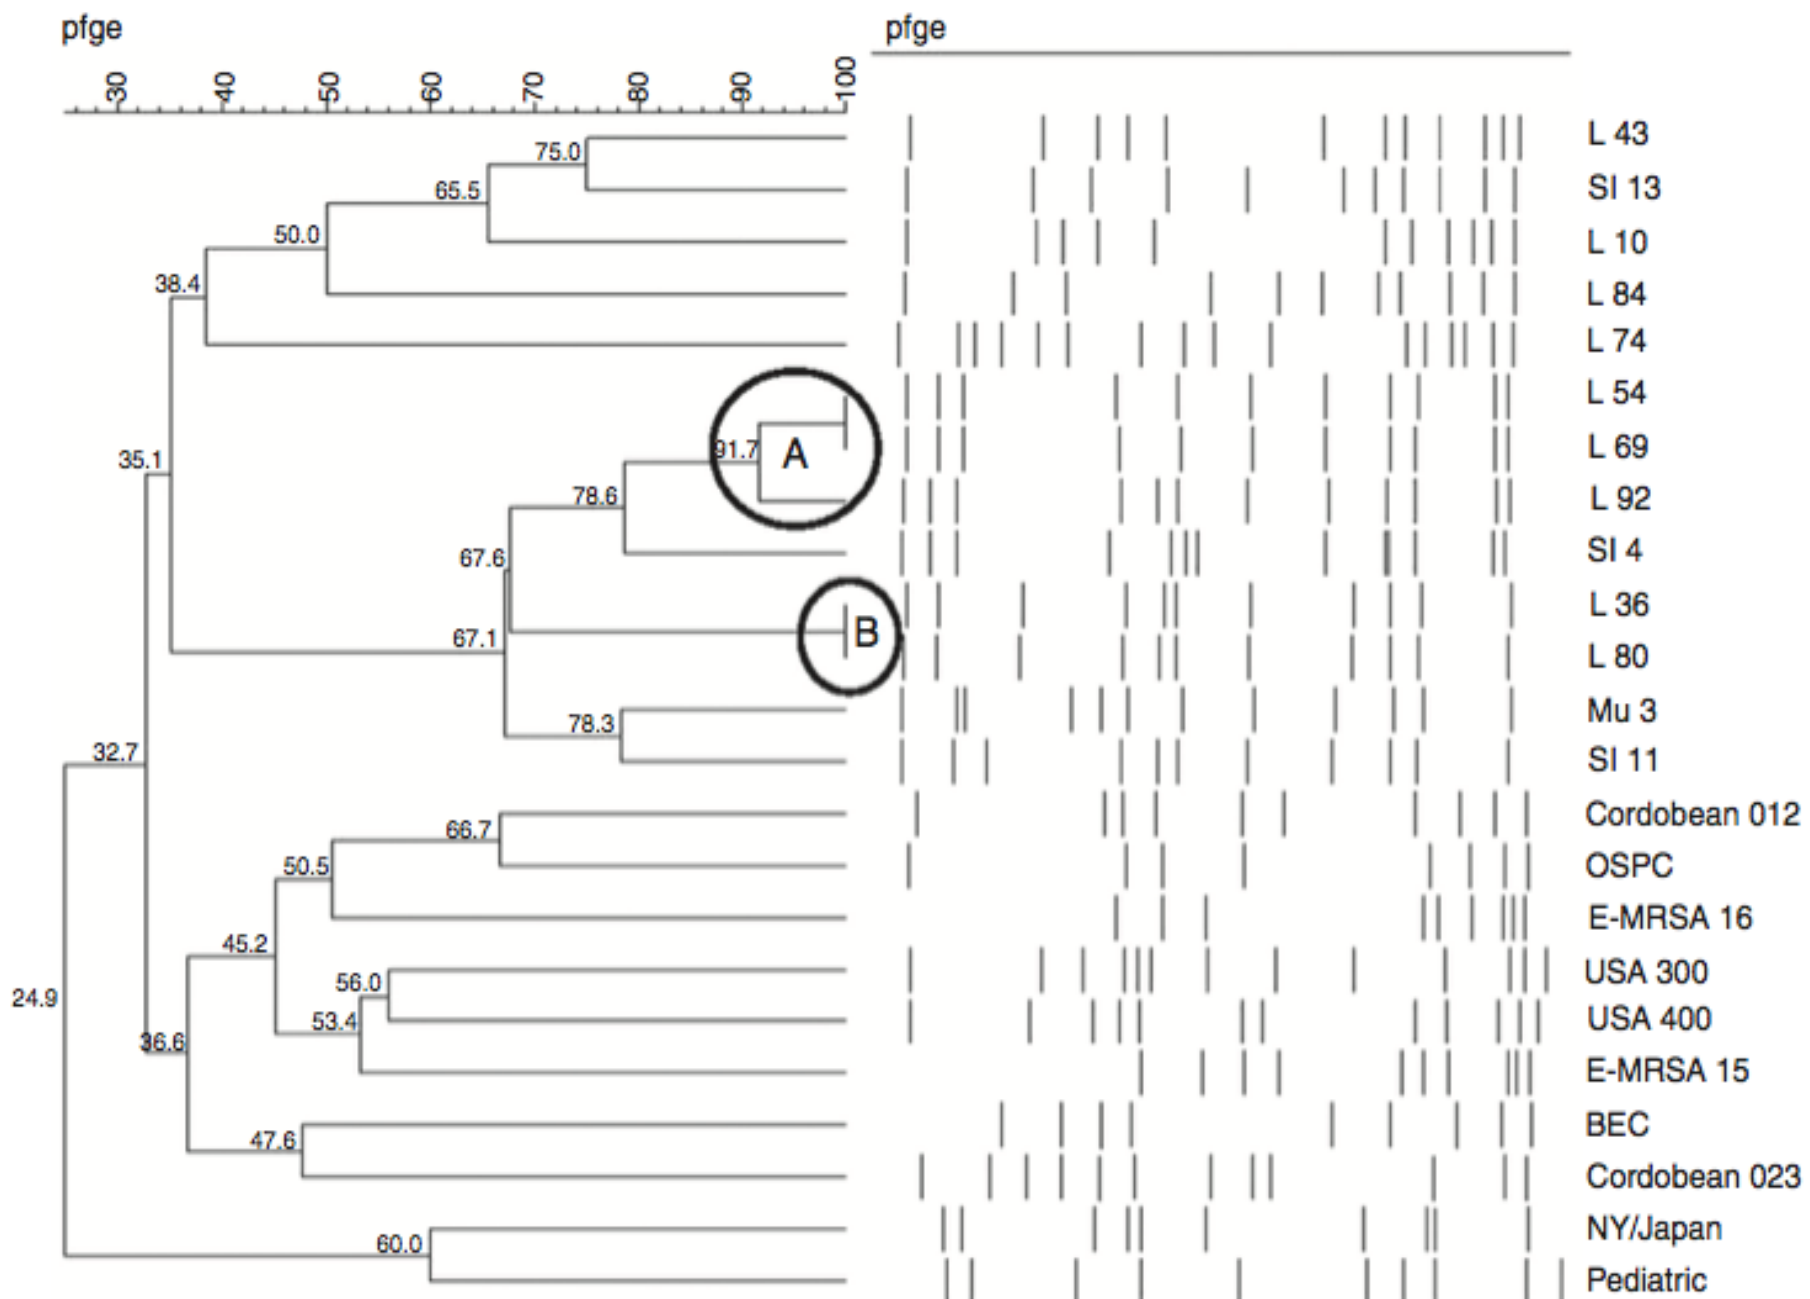 pfge pfge
30 40 50 60 70 80 90 100
L 43
75.0
SI 13
65.5
L 10
50.0
L 84
38.4
L 74
L 54
91.7 A
L 69
35.1
L 92
78.6
SI 4
67.6
L 36
B
L 80
67.1
Mu 3
78.3
SI 11
32.7
Cordobean 012
66.7
OSPC
50.5
E-MRSA 16
45.2
USA 300
56.0
24.9
USA 400
53.4
36.6
E-MRSA 15
BEC
47.6
Cordobean 023
NY/Japan
60.0
Pediatric